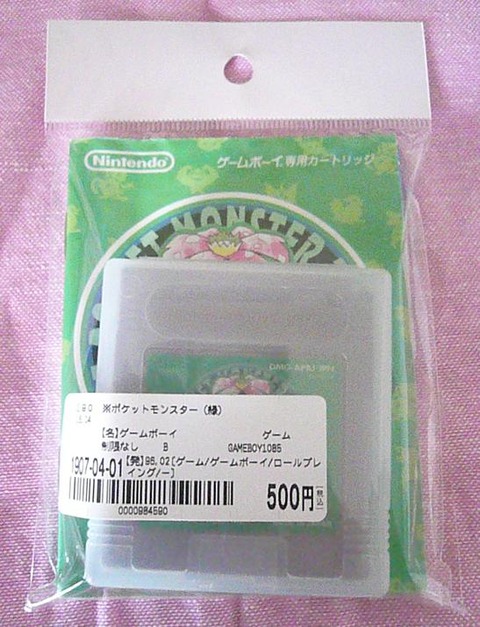 Nintendo ゲームボーイ専用カートリッジ
ET MONSTER
※ポケットモンスター (緑)
【名】ゲームボーイ ゲーム
制限なし B GAMEBOY1085
1907-04-01 【発】96.02[ゲーム/ゲームボーイ/ロールプレ
イング/ー]
500円 [税込]
0000984590